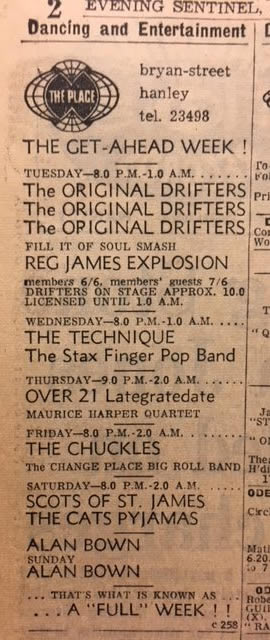 2
EVENING SENTINEL,
Dancing and Entertainment
THE PLACE
bryan-street
hanley
tel. 23498
THE GET-AHEAD WEEK !
TUESDAY—8.0 P.M.-1.0 A.M. .......
The ORIGINAL DRIFTERS
The ORIGINAL DRIFTERS
The OPIGINAL DRIFTERS
FILL IT OF SOUL SMASH
REG JAMES EXPLOSION
members 6/6, members' guests 7/6
DRIFTERS ON STAGE APPROX. 10.0
LICENSED UNTIL 1.0 A.M.
WEDNESDAY—8.0 P.M.-1.0 A.M. ....
THE TECHNIQUE
The Stax Finger Pop Band
THURSDAY—9.0 P.M.-2.0 A.M. ......
OVER 21 Lategratedate
MAURICE HARPER QUARTET
FRIDAY—8.0 P.M.-2.0 A.M. ........
THE CHUCKLES
The CHANGE PLACE BIG ROLL BAND
SATURDAY—8.0 P.M.-2.0 A.M. ......
SCOTS OF ST. JAMES
THE CATS PYJAMAS
ALAN BOWN
SUNDAY
ALAN BOWN
... THAT'S WHAT IS KNOWN AS ...
... A "FULL" WEEK ! !
c 258